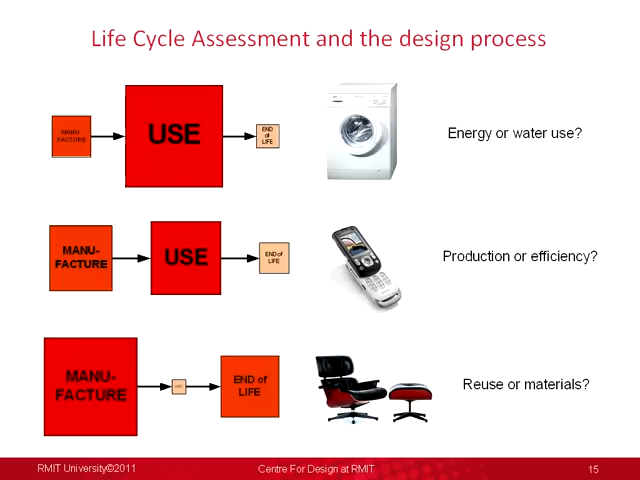 Life Cycle Assessment and the design process
MANU
FACTURE
USE
END
of
LIFE
Energy or water use?
MANU-
FACTURE
USE
END of
LIFE
Production or efficiency?
MANU-
FACTURE
END of
LIFE
Reuse or materials?
RMIT University©2011
Centre For Design at RMIT
15